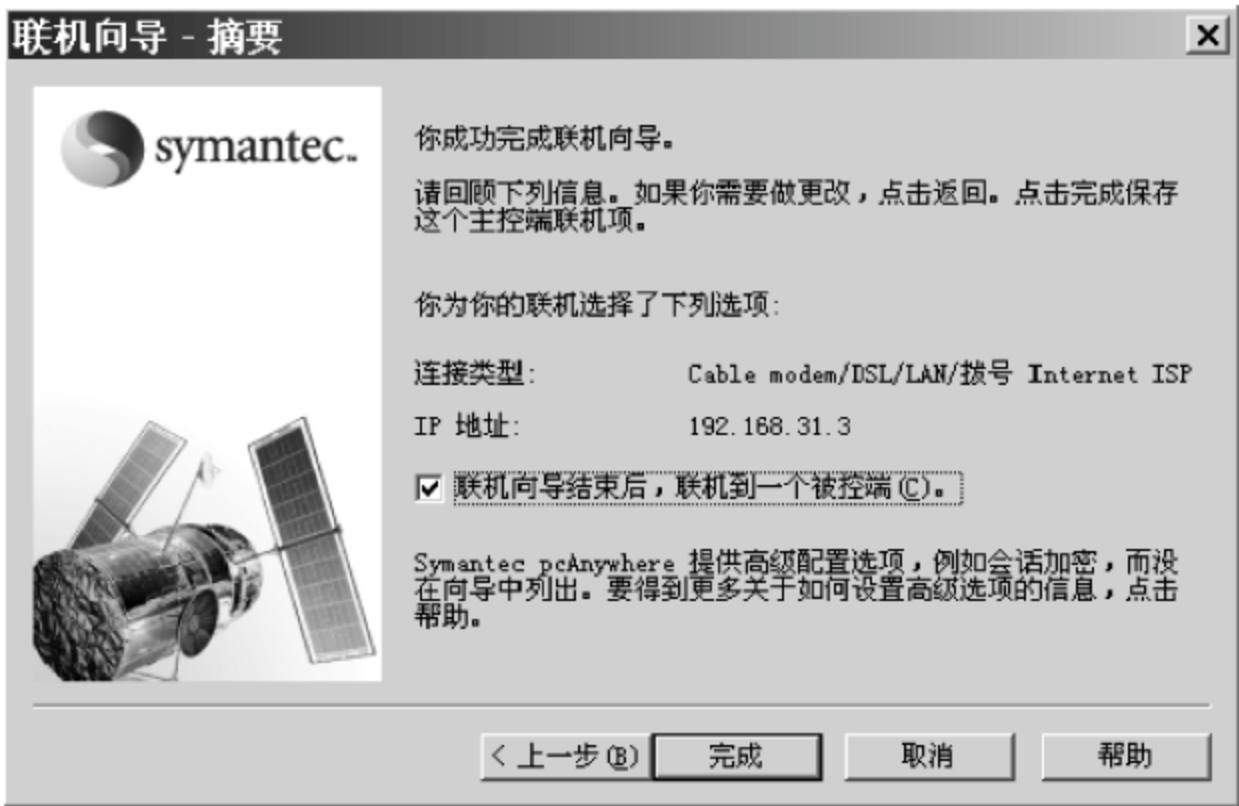 联机向导 - 摘要
symantec™
你成功完成联机向导。
请回顾下列信息。如果你需要做更改，点击返回。点击完成保存
这个主控端联机项。
你为你的联机选择了下列选项:
连接类型: Cable modem/DSL/LAN/拨号 Internet ISP
IP 地址: 192.168.31.3
联机向导结束后，联机到一个被控端(C)。
Symantec pcAnywhere 提供高级配置选项，例如会话加密，而没
在向导中列出。要得到更多关于如何设置高级选项的信息，点击
帮助。
< 上一步(B) 完成 取消 帮助